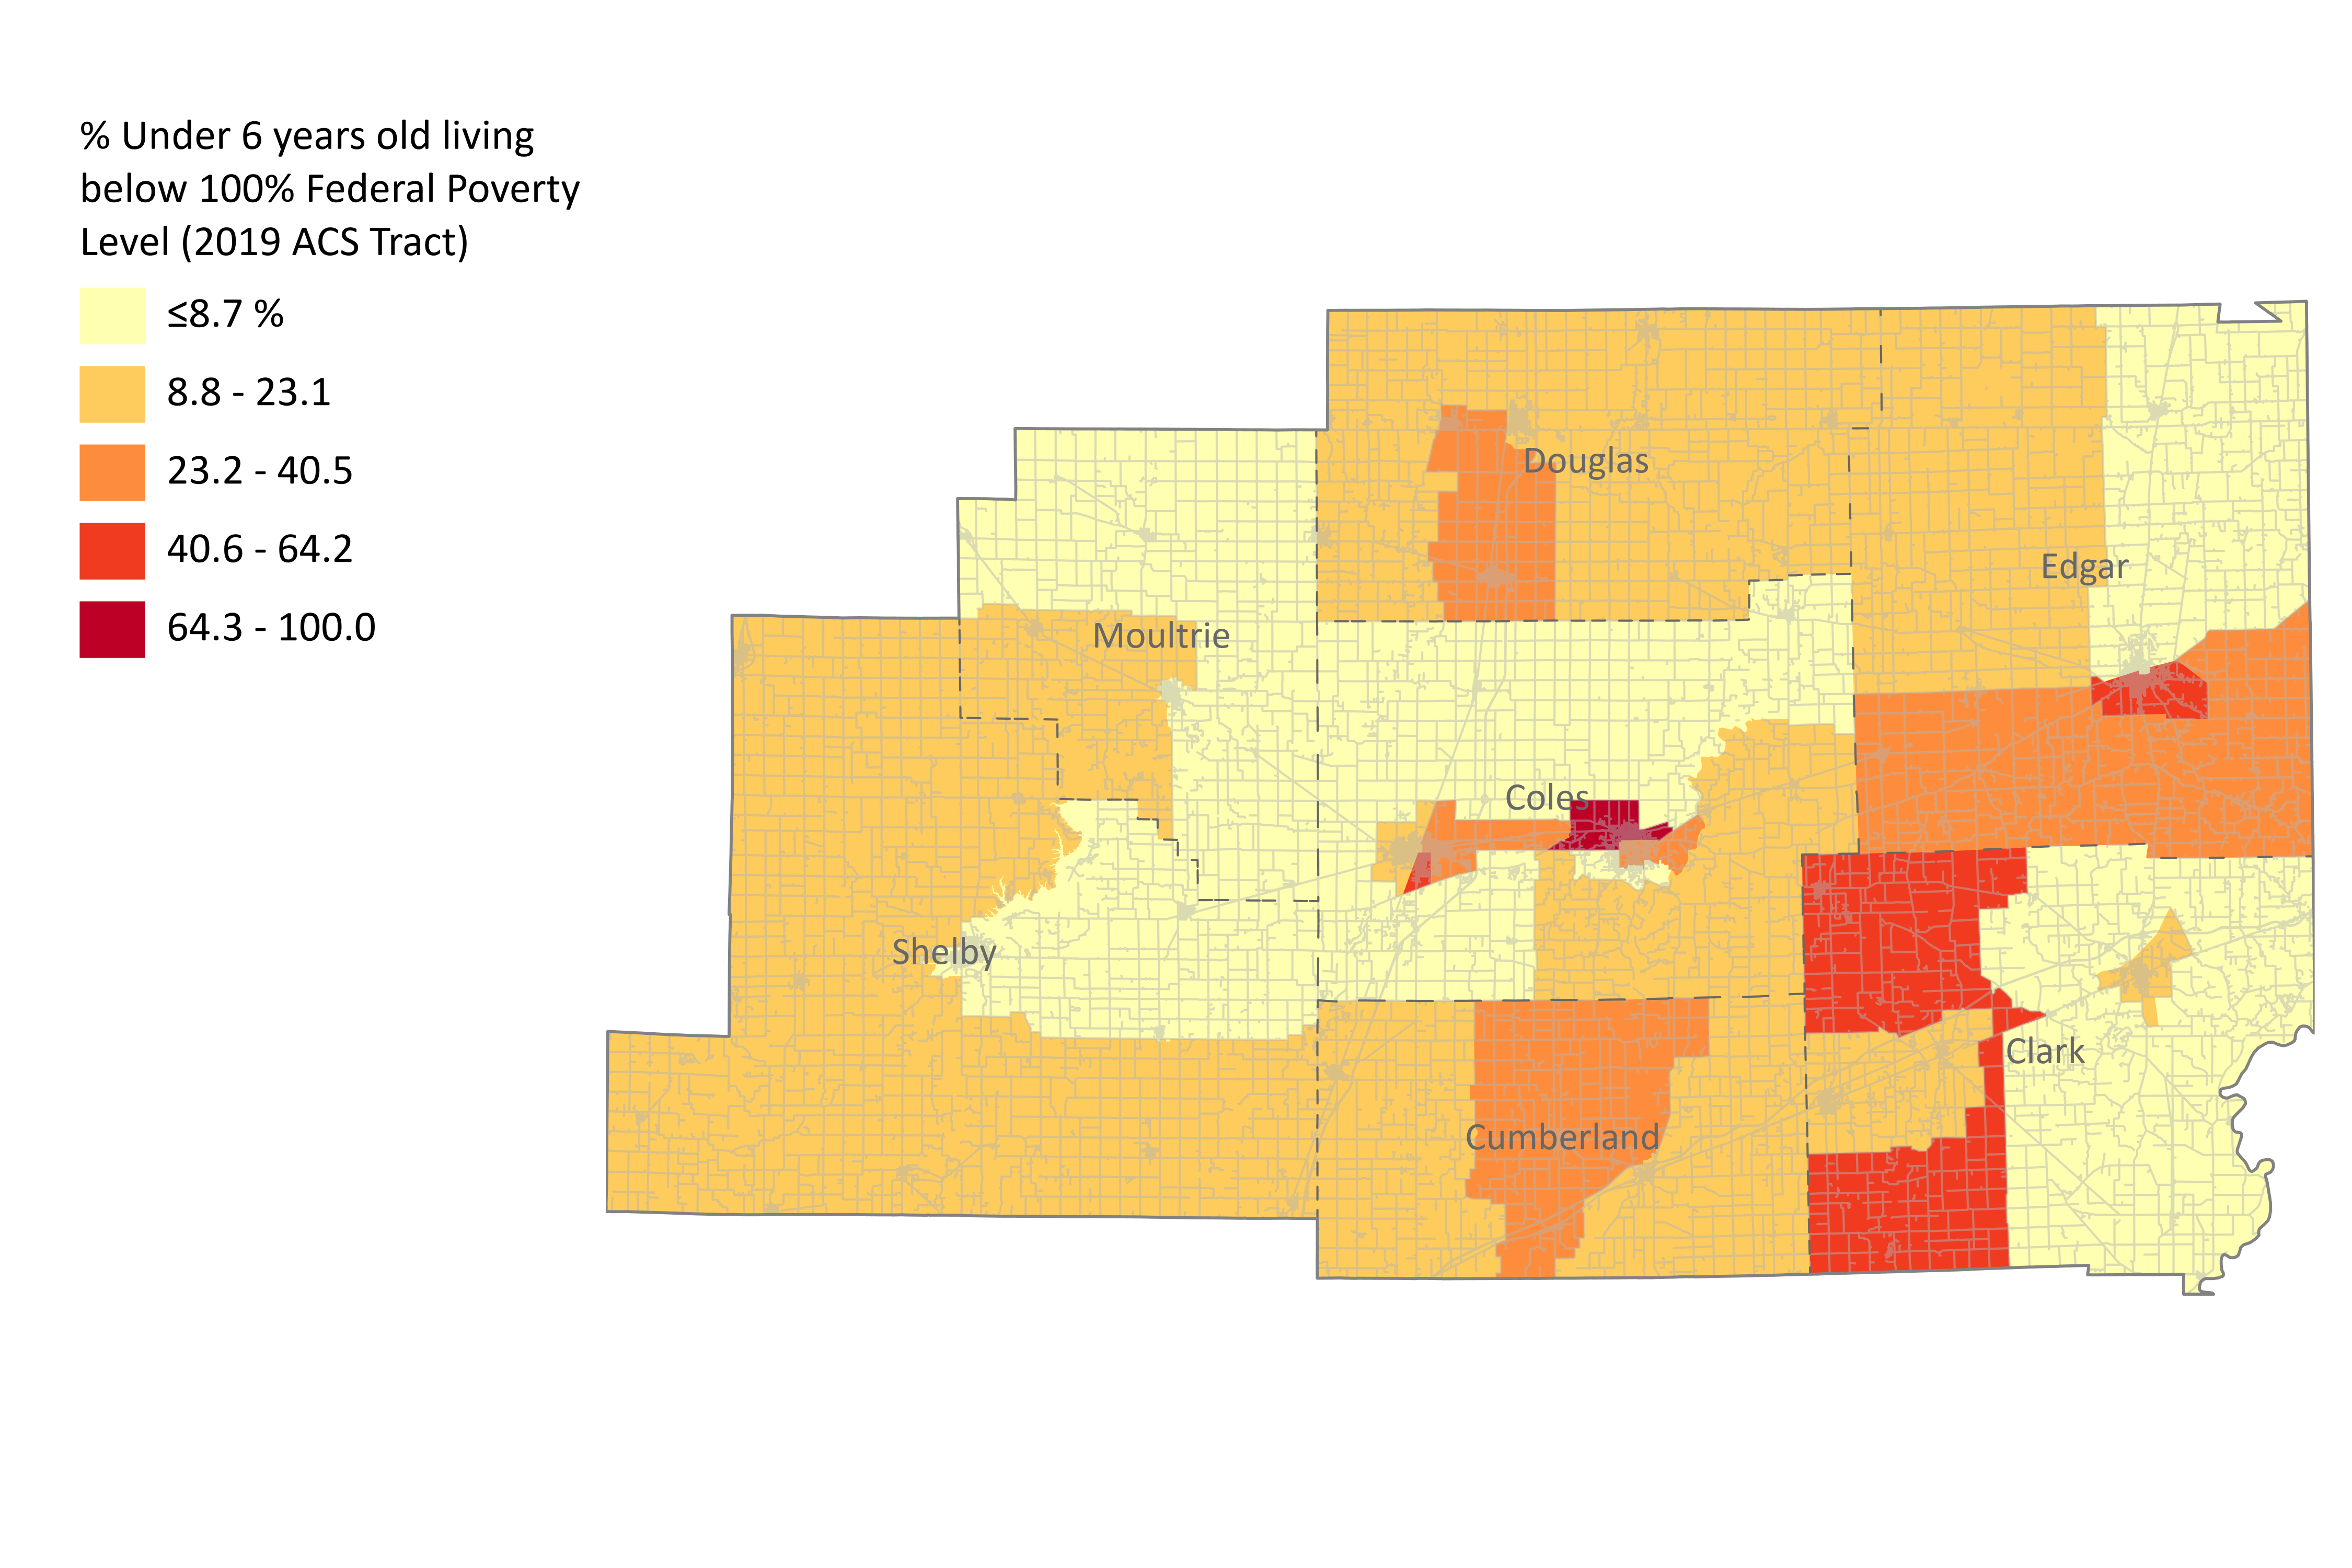 % Under 6 years old living
below 100% Federal Poverty
Level (2019 ACS Tract)
≤8.7 %
8.8 - 23.1
23.2 - 40.5
40.6 - 64.2
64.3 - 100.0
Douglas
Edgar
Moultrie
Coles
Shelby
Clark
Cumberland